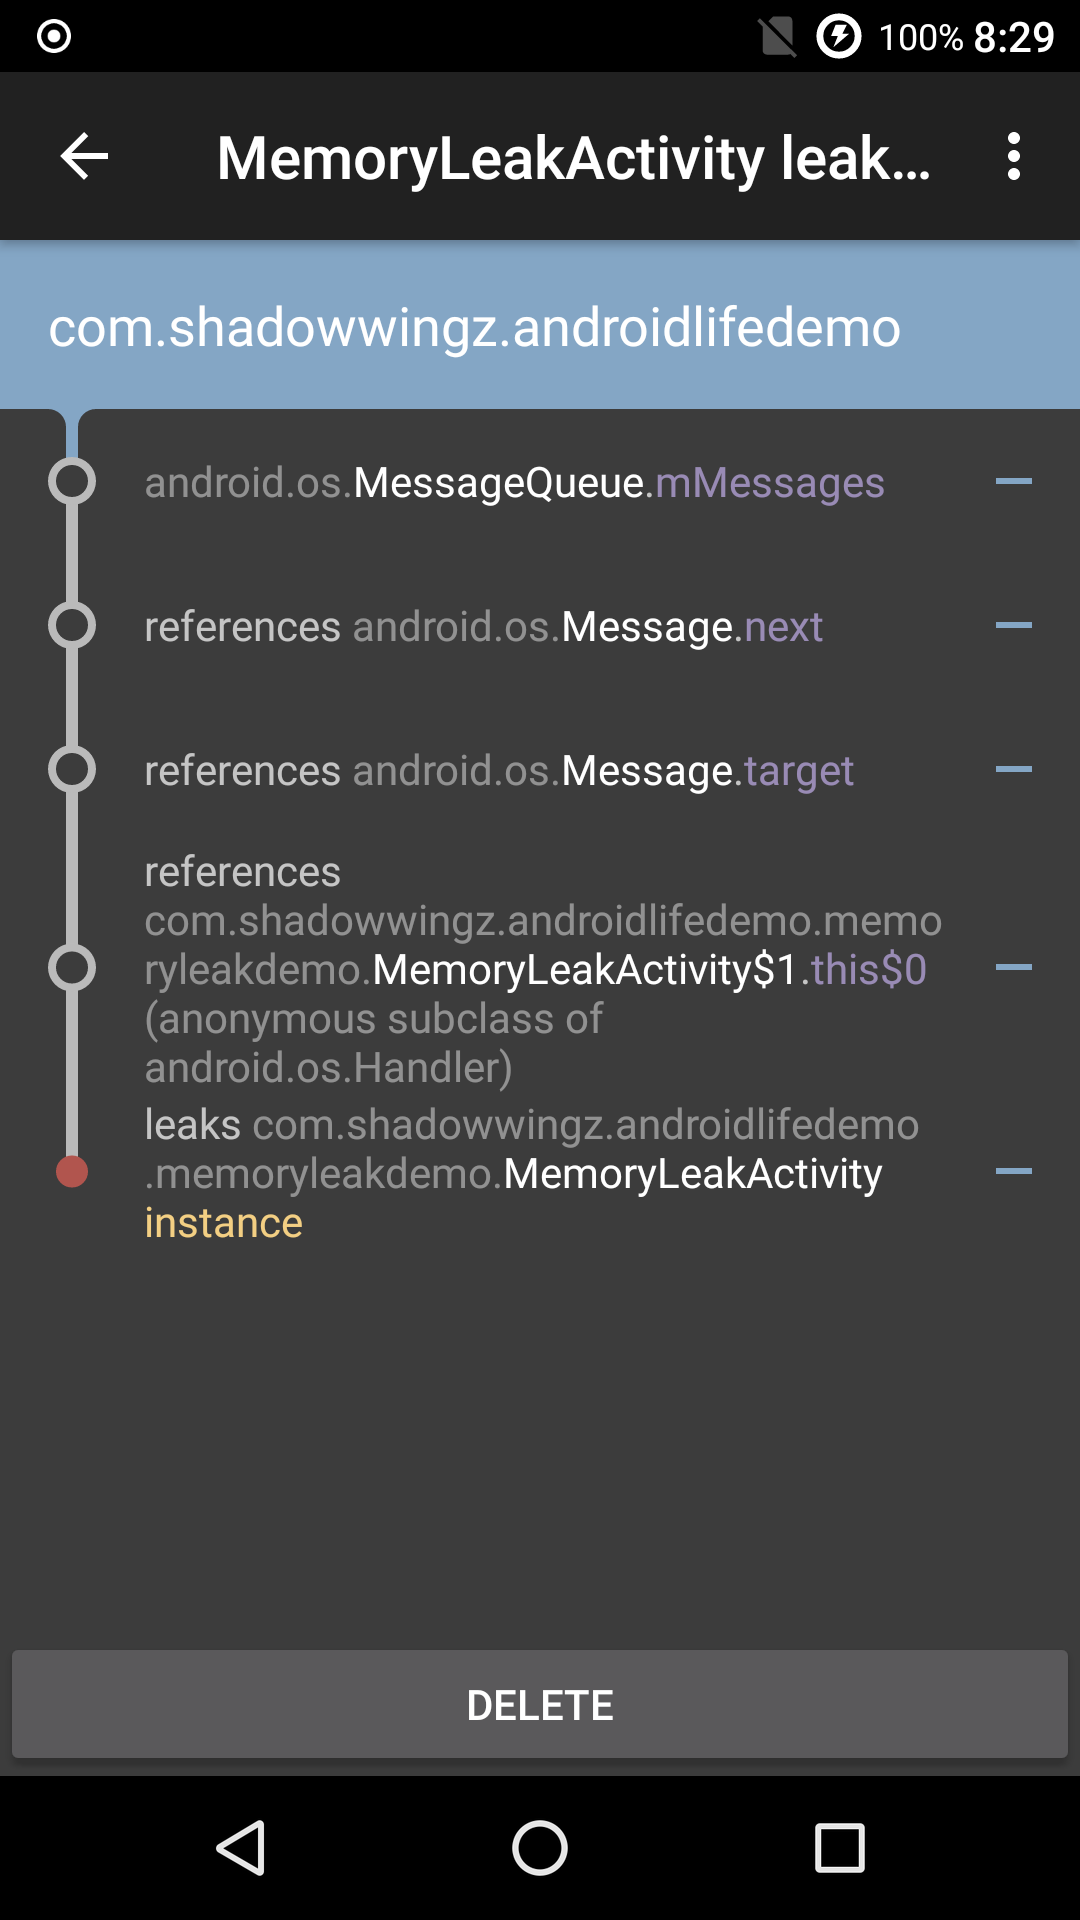 100% 8:29
MemoryLeakActivity leak...
com.shadowwingz.androidlifedemo
android.os.MessageQueue.mMessages
references android.os.Message.next
references android.os.Message.target
references
com.shadowwingz.androidlifedemo.memo
ryleakdemo.MemoryLeakActivity$1.this$0
(anonymous subclass of
android.os.Handler)
leaks com.shadowwingz.androidlifedemo
.memoryleakdemo.MemoryLeakActivity
instance
DELETE